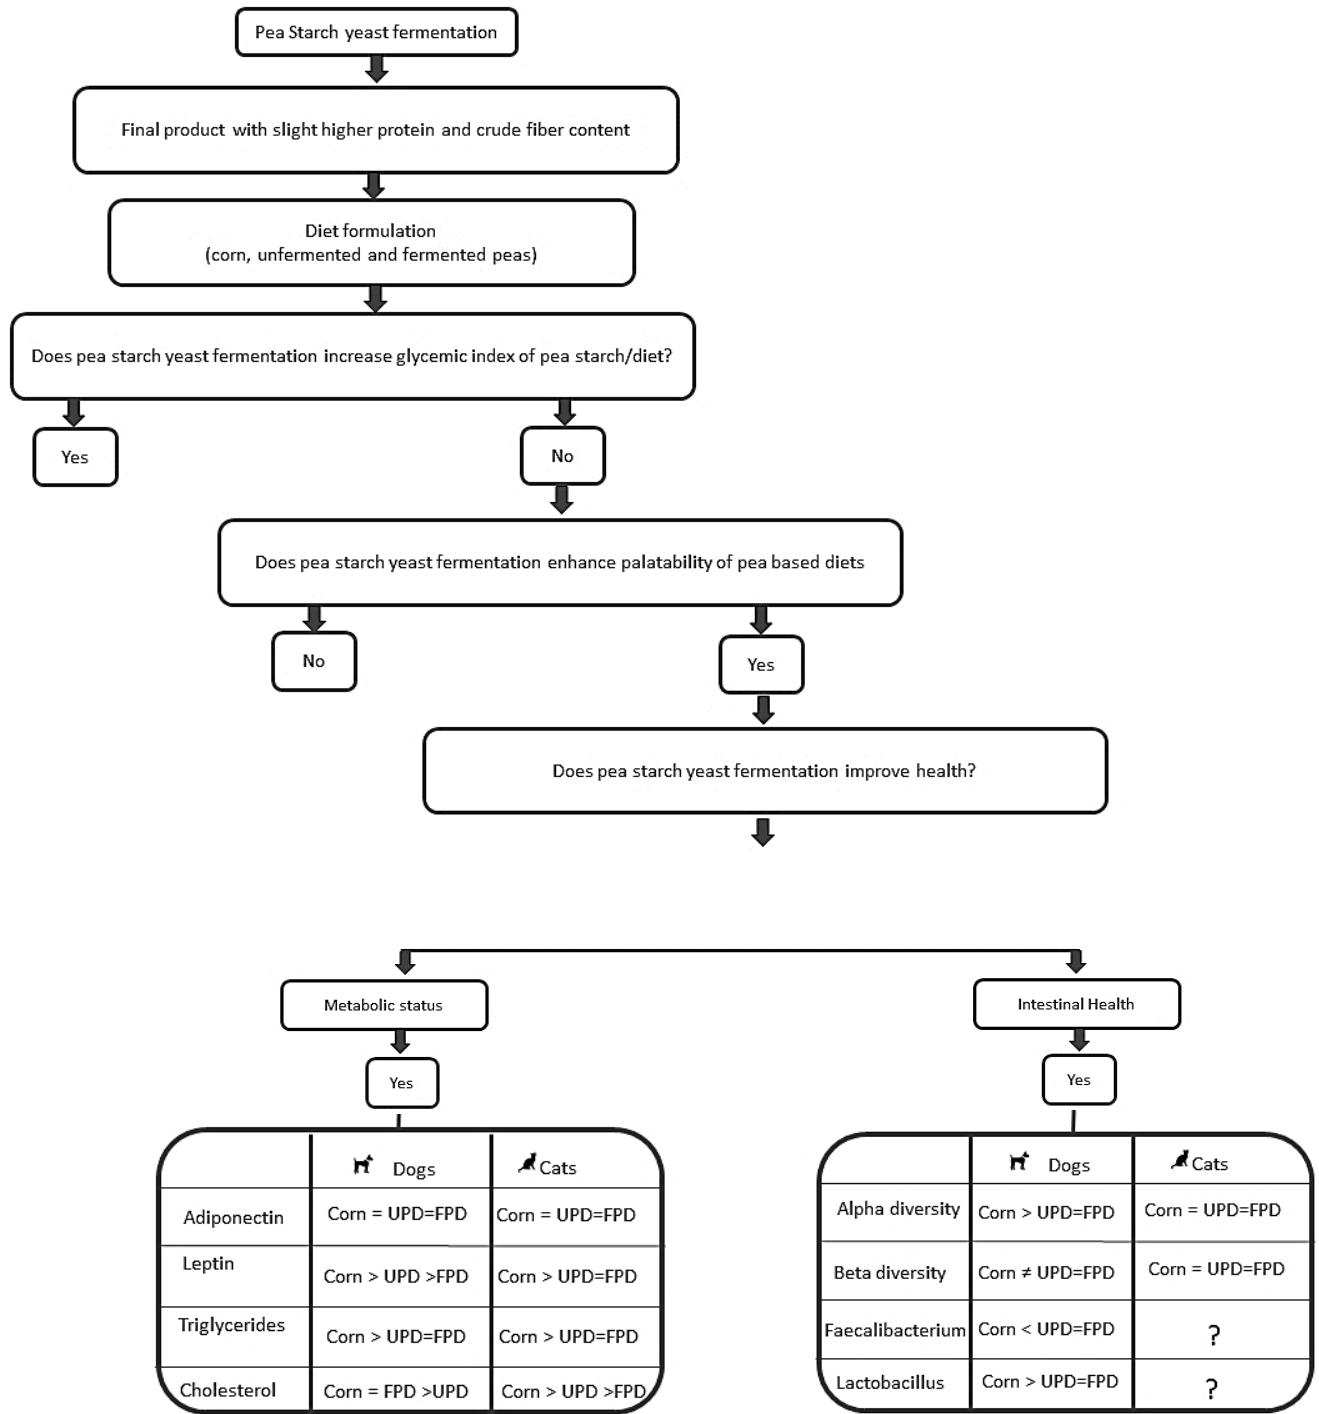 Pea Starch yeast fermentation
Final product with slight higher protein and crude fiber content
Diet formulation
(corn, unfermented and fermented peas)
Does pea starch yeast fermentation increase glycemic index of pea starch/diet?
Yes
No
Does pea starch yeast fermentation enhance palatability of pea based diets
No
Yes
Does pea starch yeast fermentation improve health?
Metabolic status
Yes
Dogs Cats
Adiponectin Corn = UPD=FPD Corn = UPD=FPD
Leptin Corn > UPD >FPD Corn > UPD=FPD
Triglycerides Corn > UPD=FPD Corn > UPD=FPD
Cholesterol Corn = FPD >UPD Corn > UPD >FPD
Intestinal Health
Yes
Dogs Cats
Alpha diversity Corn > UPD=FPD Corn = UPD=FPD
Beta diversity Corn ≠ UPD=FPD Corn = UPD=FPD
Faecalibacterium Corn < UPD=FPD ?
Lactobacillus Corn > UPD=FPD ?